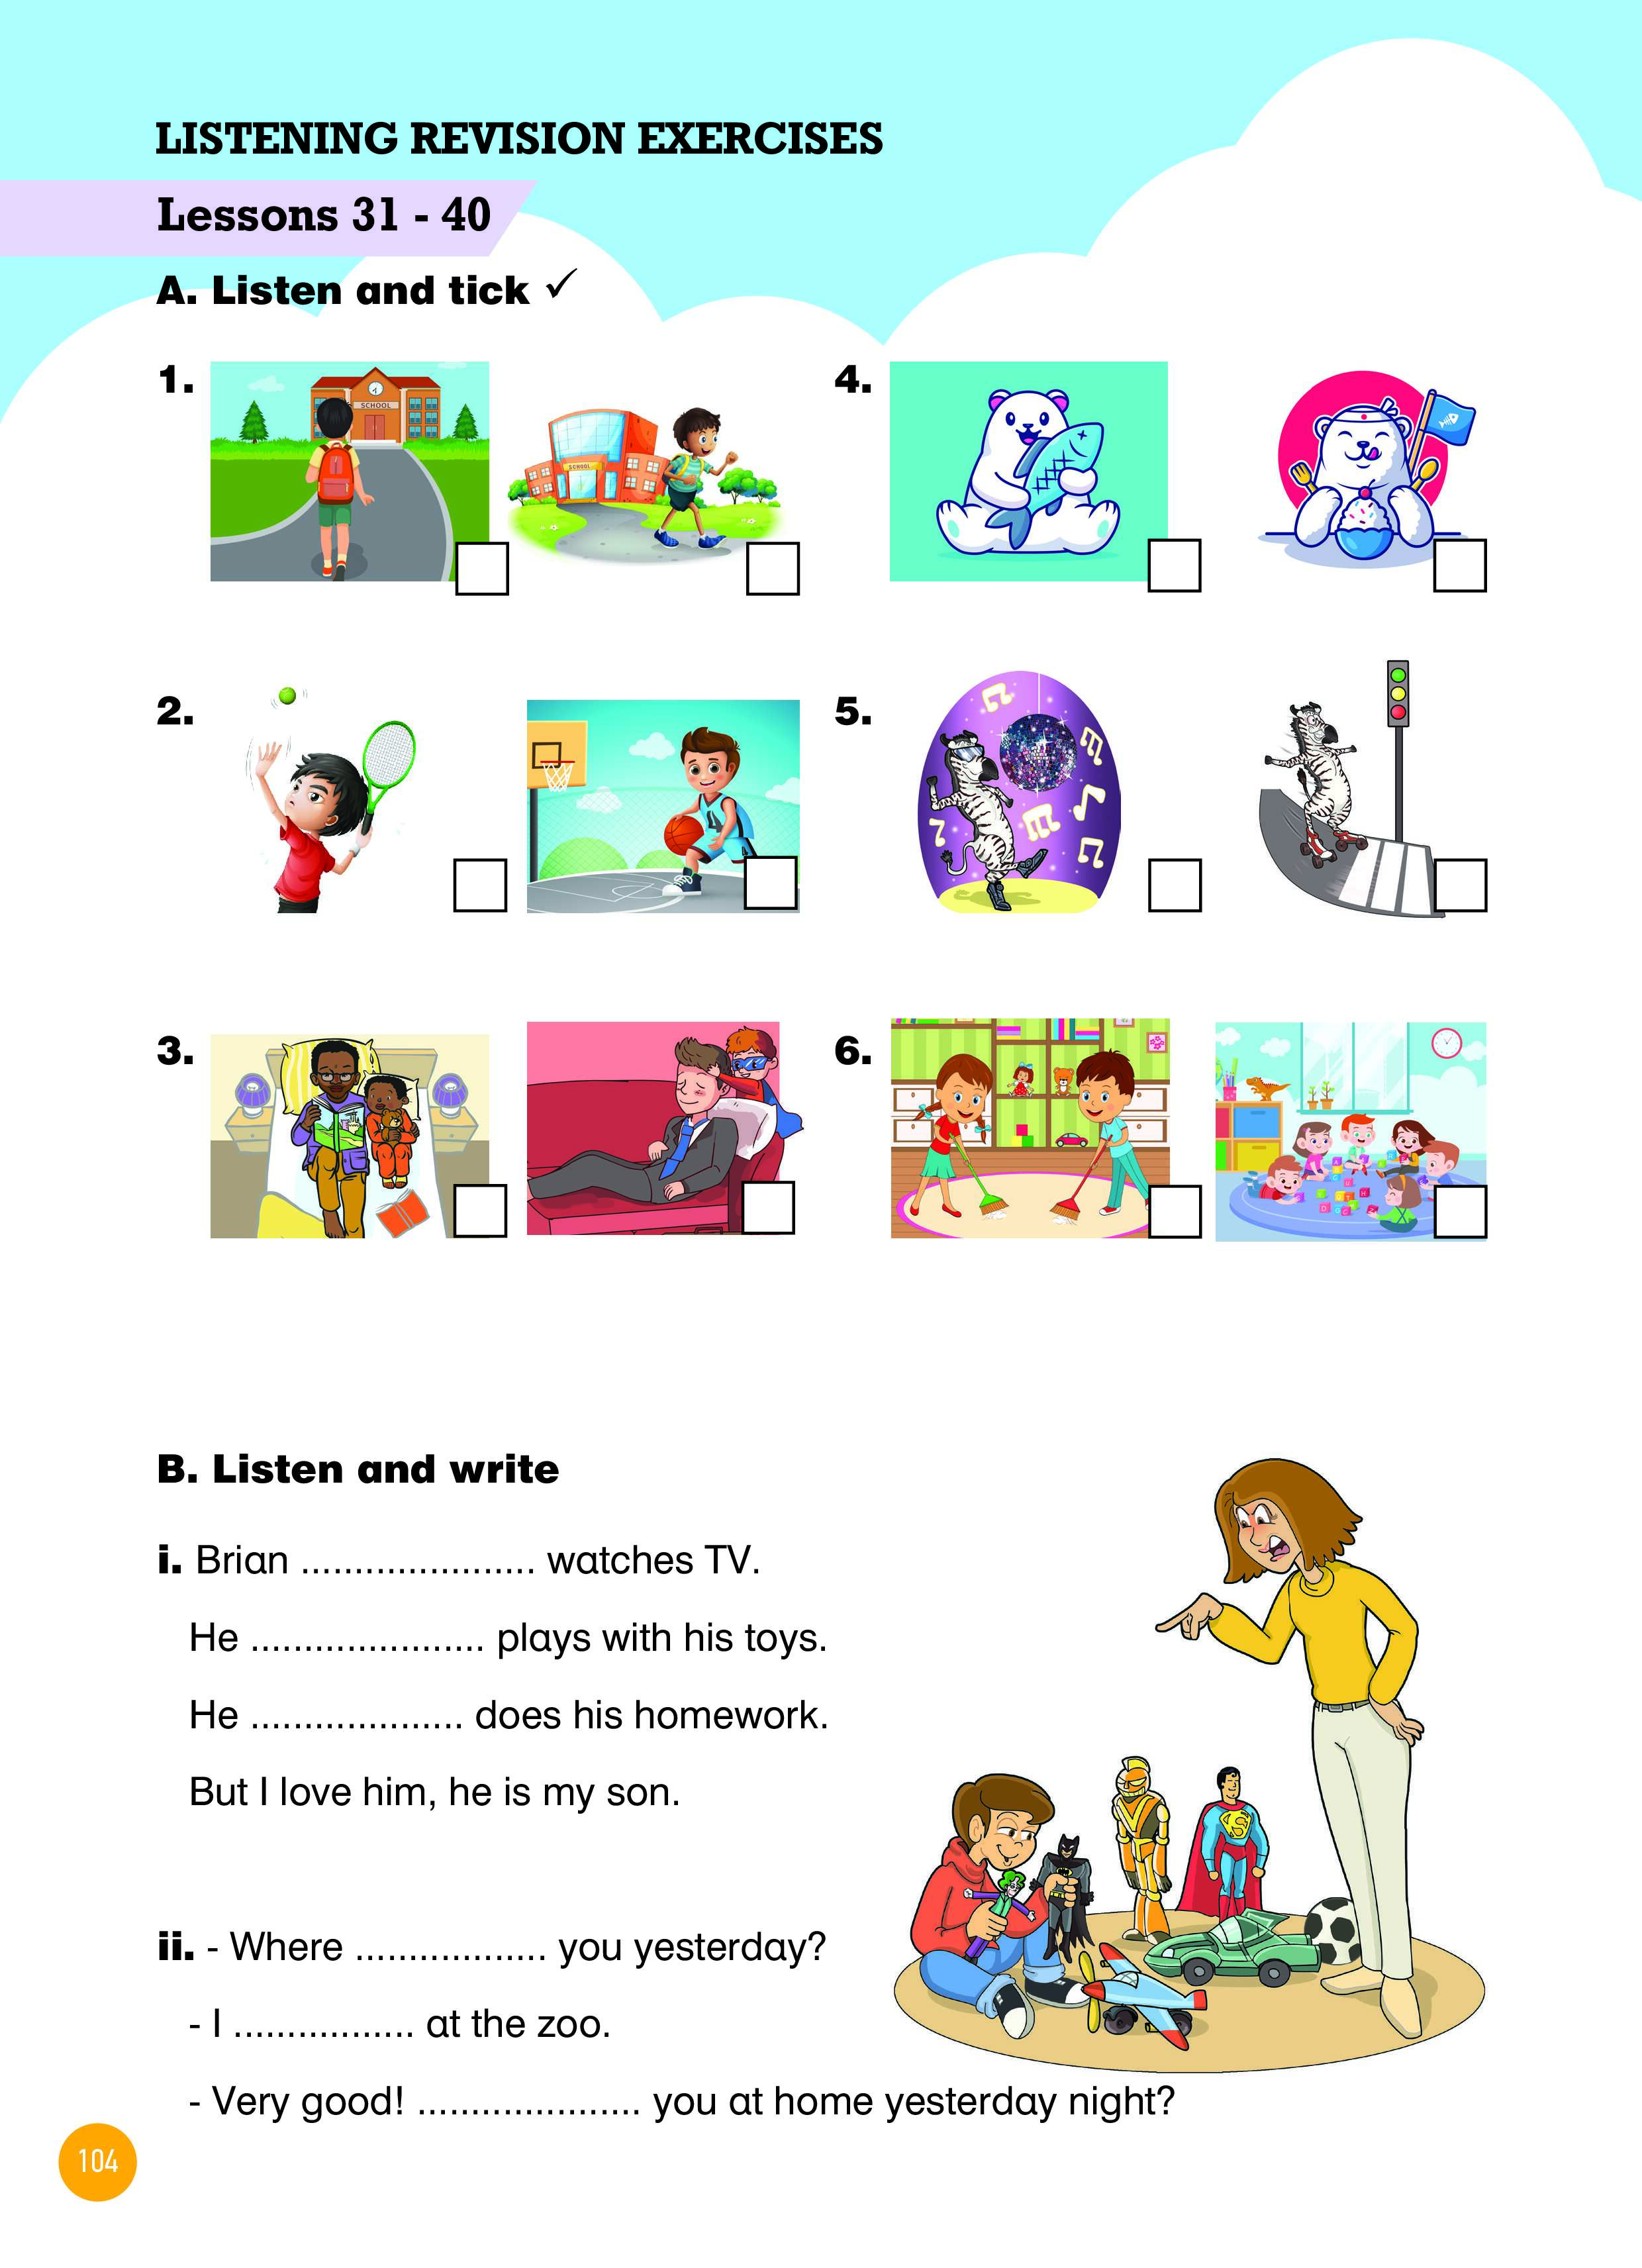 LISTENING REVISION EXERCISES
Lessons 31 - 40
A. Listen and tick ✓
1.
SCHOOL
SCHOOL
4.
2.
4
5.
3.
6.
B. Listen and write
i. Brian ...................... watches TV.
He ...................... plays with his toys.
He .................... does his homework.
But I love him, he is my son.
ii. - Where .................. you yesterday?
- I ................. at the zoo.
- Very good! ..................... you at home yesterday night?
S
104